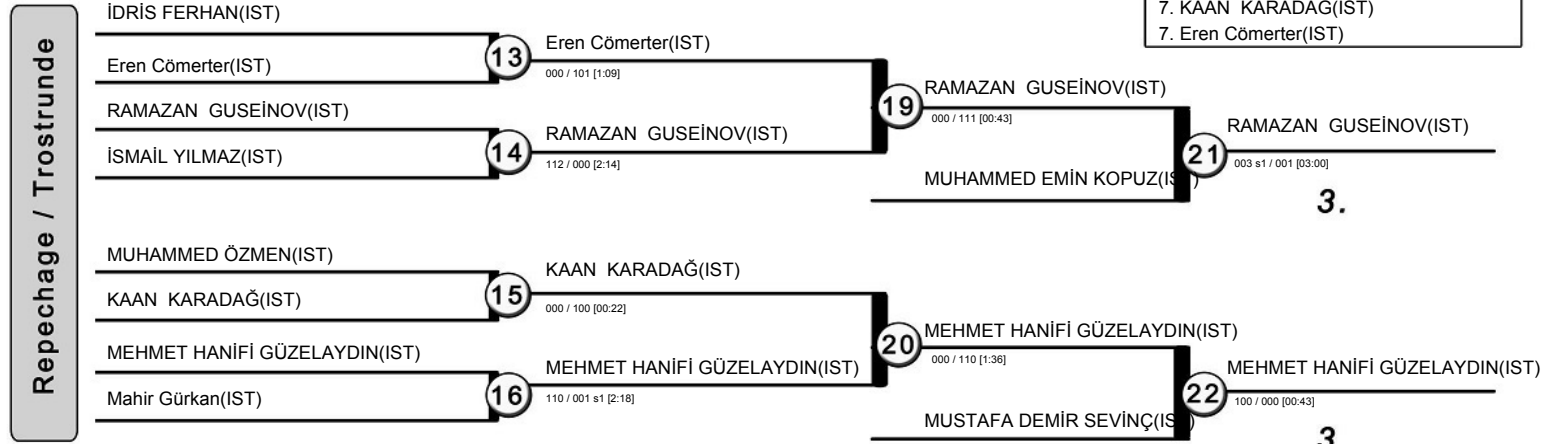 Repechage / Trostrunde
7. KAAN KARADAĞ(IST)
7. Eren Cömerter(IST)
İDRİS FERHAN(IST)
Eren Cömerter(IST)
13
Eren Cömerter(IST)
000 / 101 [1:09]
RAMAZAN GUSEİNOV(IST)
İSMAİL YILMAZ(IST)
14
RAMAZAN GUSEİNOV(IST)
112 / 000 [2:14]
19
RAMAZAN GUSEİNOV(IST)
000 / 111 [00:43]
MUHAMMED EMİN KOPUZ(IST)
21
RAMAZAN GUSEİNOV(IST)
003 s1 / 001 [03:00]
3.
MUHAMMED ÖZMEN(IST)
KAAN KARADAĞ(IST)
15
KAAN KARADAĞ(IST)
000 / 100 [00:22]
MEHMET HANİFİ GÜZELAYDIN(IST)
Mahir Gürkan(IST)
16
MEHMET HANİFİ GÜZELAYDIN(IST)
110 / 001 s1 [2:18]
20
MEHMET HANİFİ GÜZELAYDIN(IST)
000 / 110 [1:36]
MUSTAFA DEMİR SEVİNÇ(IST)
22
MEHMET HANİFİ GÜZELAYDIN(IST)
100 / 000 [00:43]
3